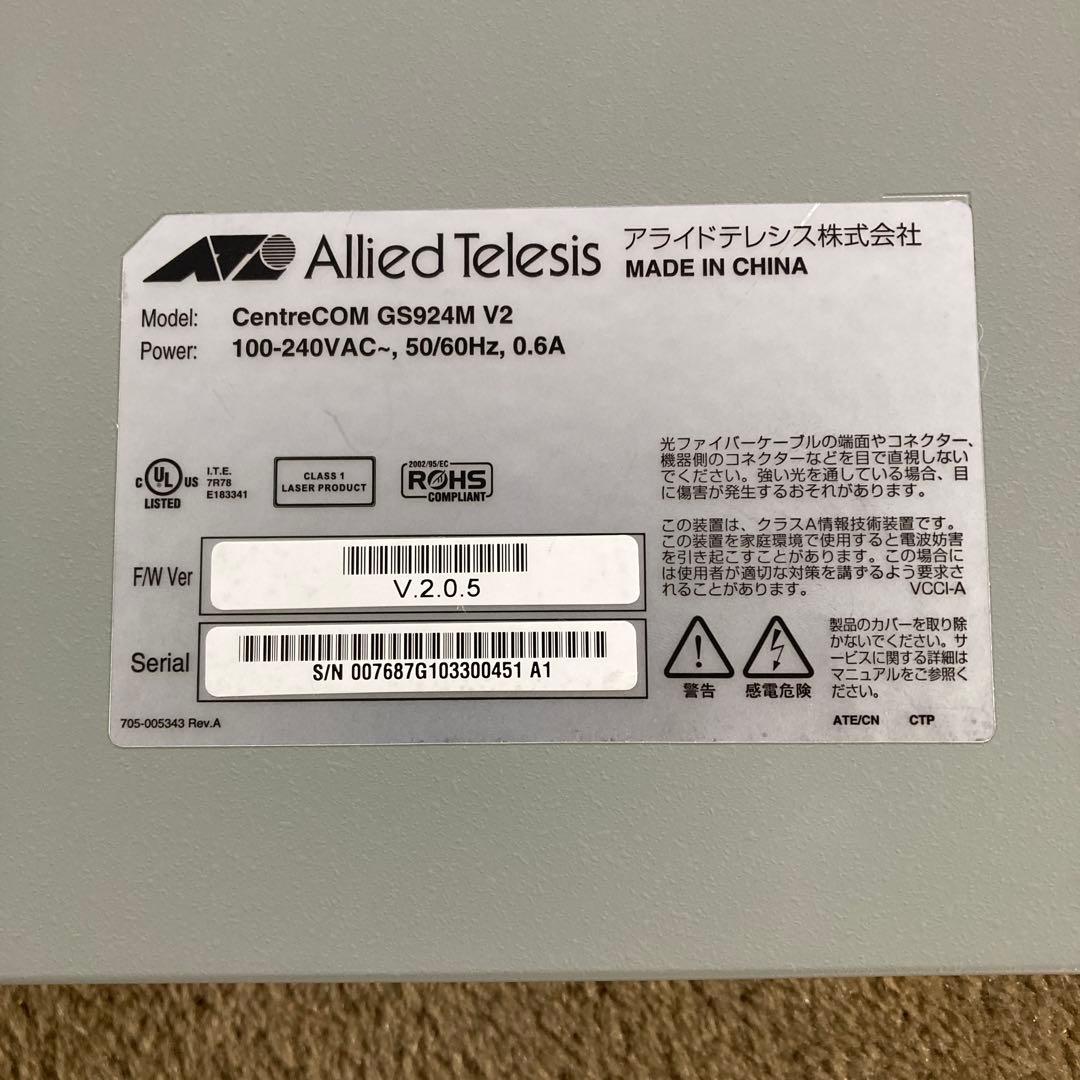 Allied Telesis アライドテレシス株式会社
MADE IN CHINA
Model: CentreCOM GS924M V2
Power: 100-240VAC~, 50/60Hz, 0.6A
C UL US
LISTED
I.T.E.
7R78
E183341
CLASS 1
LASER PRODUCT
2002/95/EC
ROHS
COMPLIANT
光ファイバーケーブルの端面やコネクター、
機器側のコネクターなどを目で直視しない
でください。強い光を通している場合、目
に傷害が発生するおそれがあります。
この装置は、クラスA情報技術装置です。
この装置を家庭環境で使用すると電波妨害
を引き起こすことがあります。この場合に
は使用者が適切な対策を講ずるよう要求さ
れることがあります。 VCCI-A
F/W Ver
V.2.0.5
Serial
S/N 007687G103300451 A1
警告
感電危険
製品のカバーを取り除
かないでください。サ
ービスに関する詳細は
マニュアルをご参照く
ださい。
705-005343 Rev.A
ATE/CN CTP